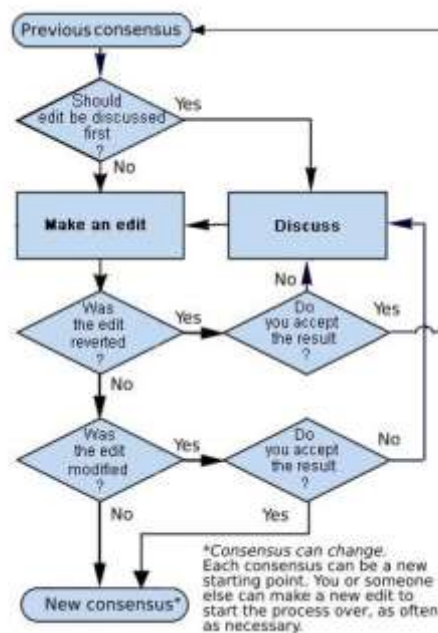 Previous consensus
Should
edit be discussed
first
?
Yes
No
Make an edit
Discuss
No
Was
the edit
reverted
?
Yes
Do
you accept
the result
?
Yes
No
Was
the edit
modified
?
Yes
Do
you accept
the result
?
No
No
Yes
New consensus*
*Consensus can change.
Each consensus can be a new
starting point. You or someone
else can make a new edit to
start the process over, as often
as necessary.